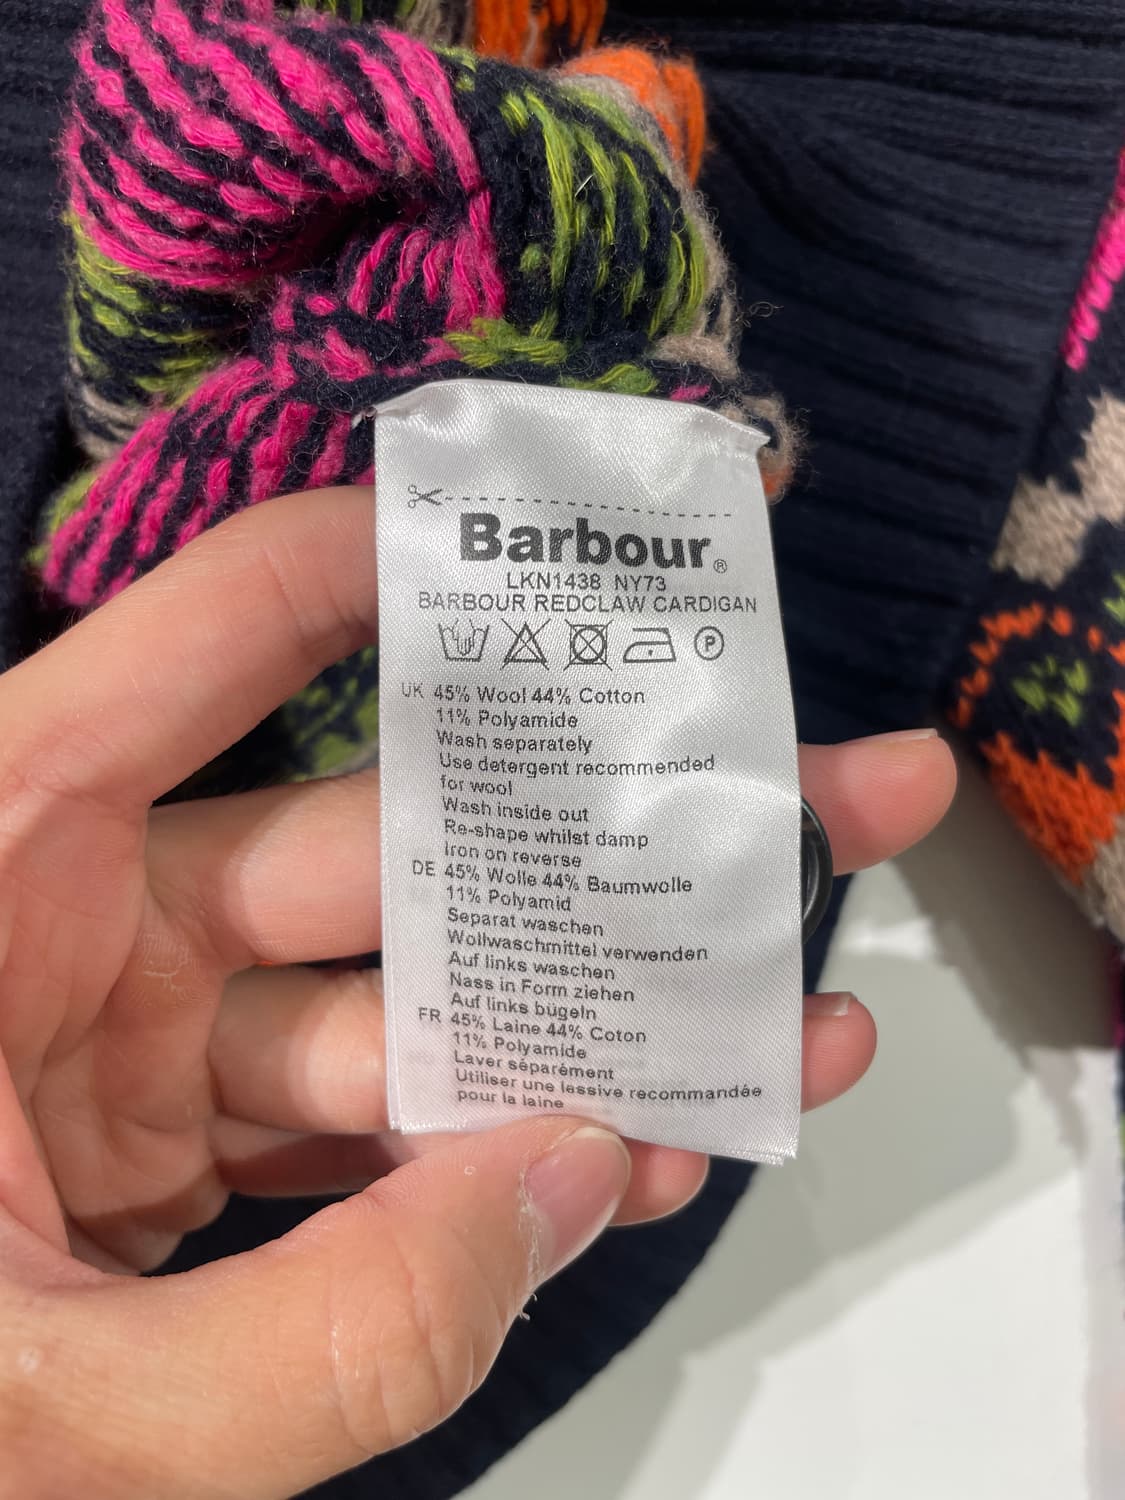 Barbour®
LKN1438 NY73
BARBOUR REDCLAW CARDIGAN
P
UK 45% Wool 44% Cotton
11% Polyamide
Wash separately
Use detergent recommended
for wool
Wash inside out
Re-shape whilst damp
Iron on reverse
DE 45% Wolle 44% Baumwolle
11% Polyamid
Separat waschen
Wollwaschmittel verwenden
Auf links waschen
Nass in Form ziehen
Auf links bügeln
FR 45% Laine 44% Coton
11% Polyamide
Laver séparément
Utiliser une lessive recommandée
pour la laine